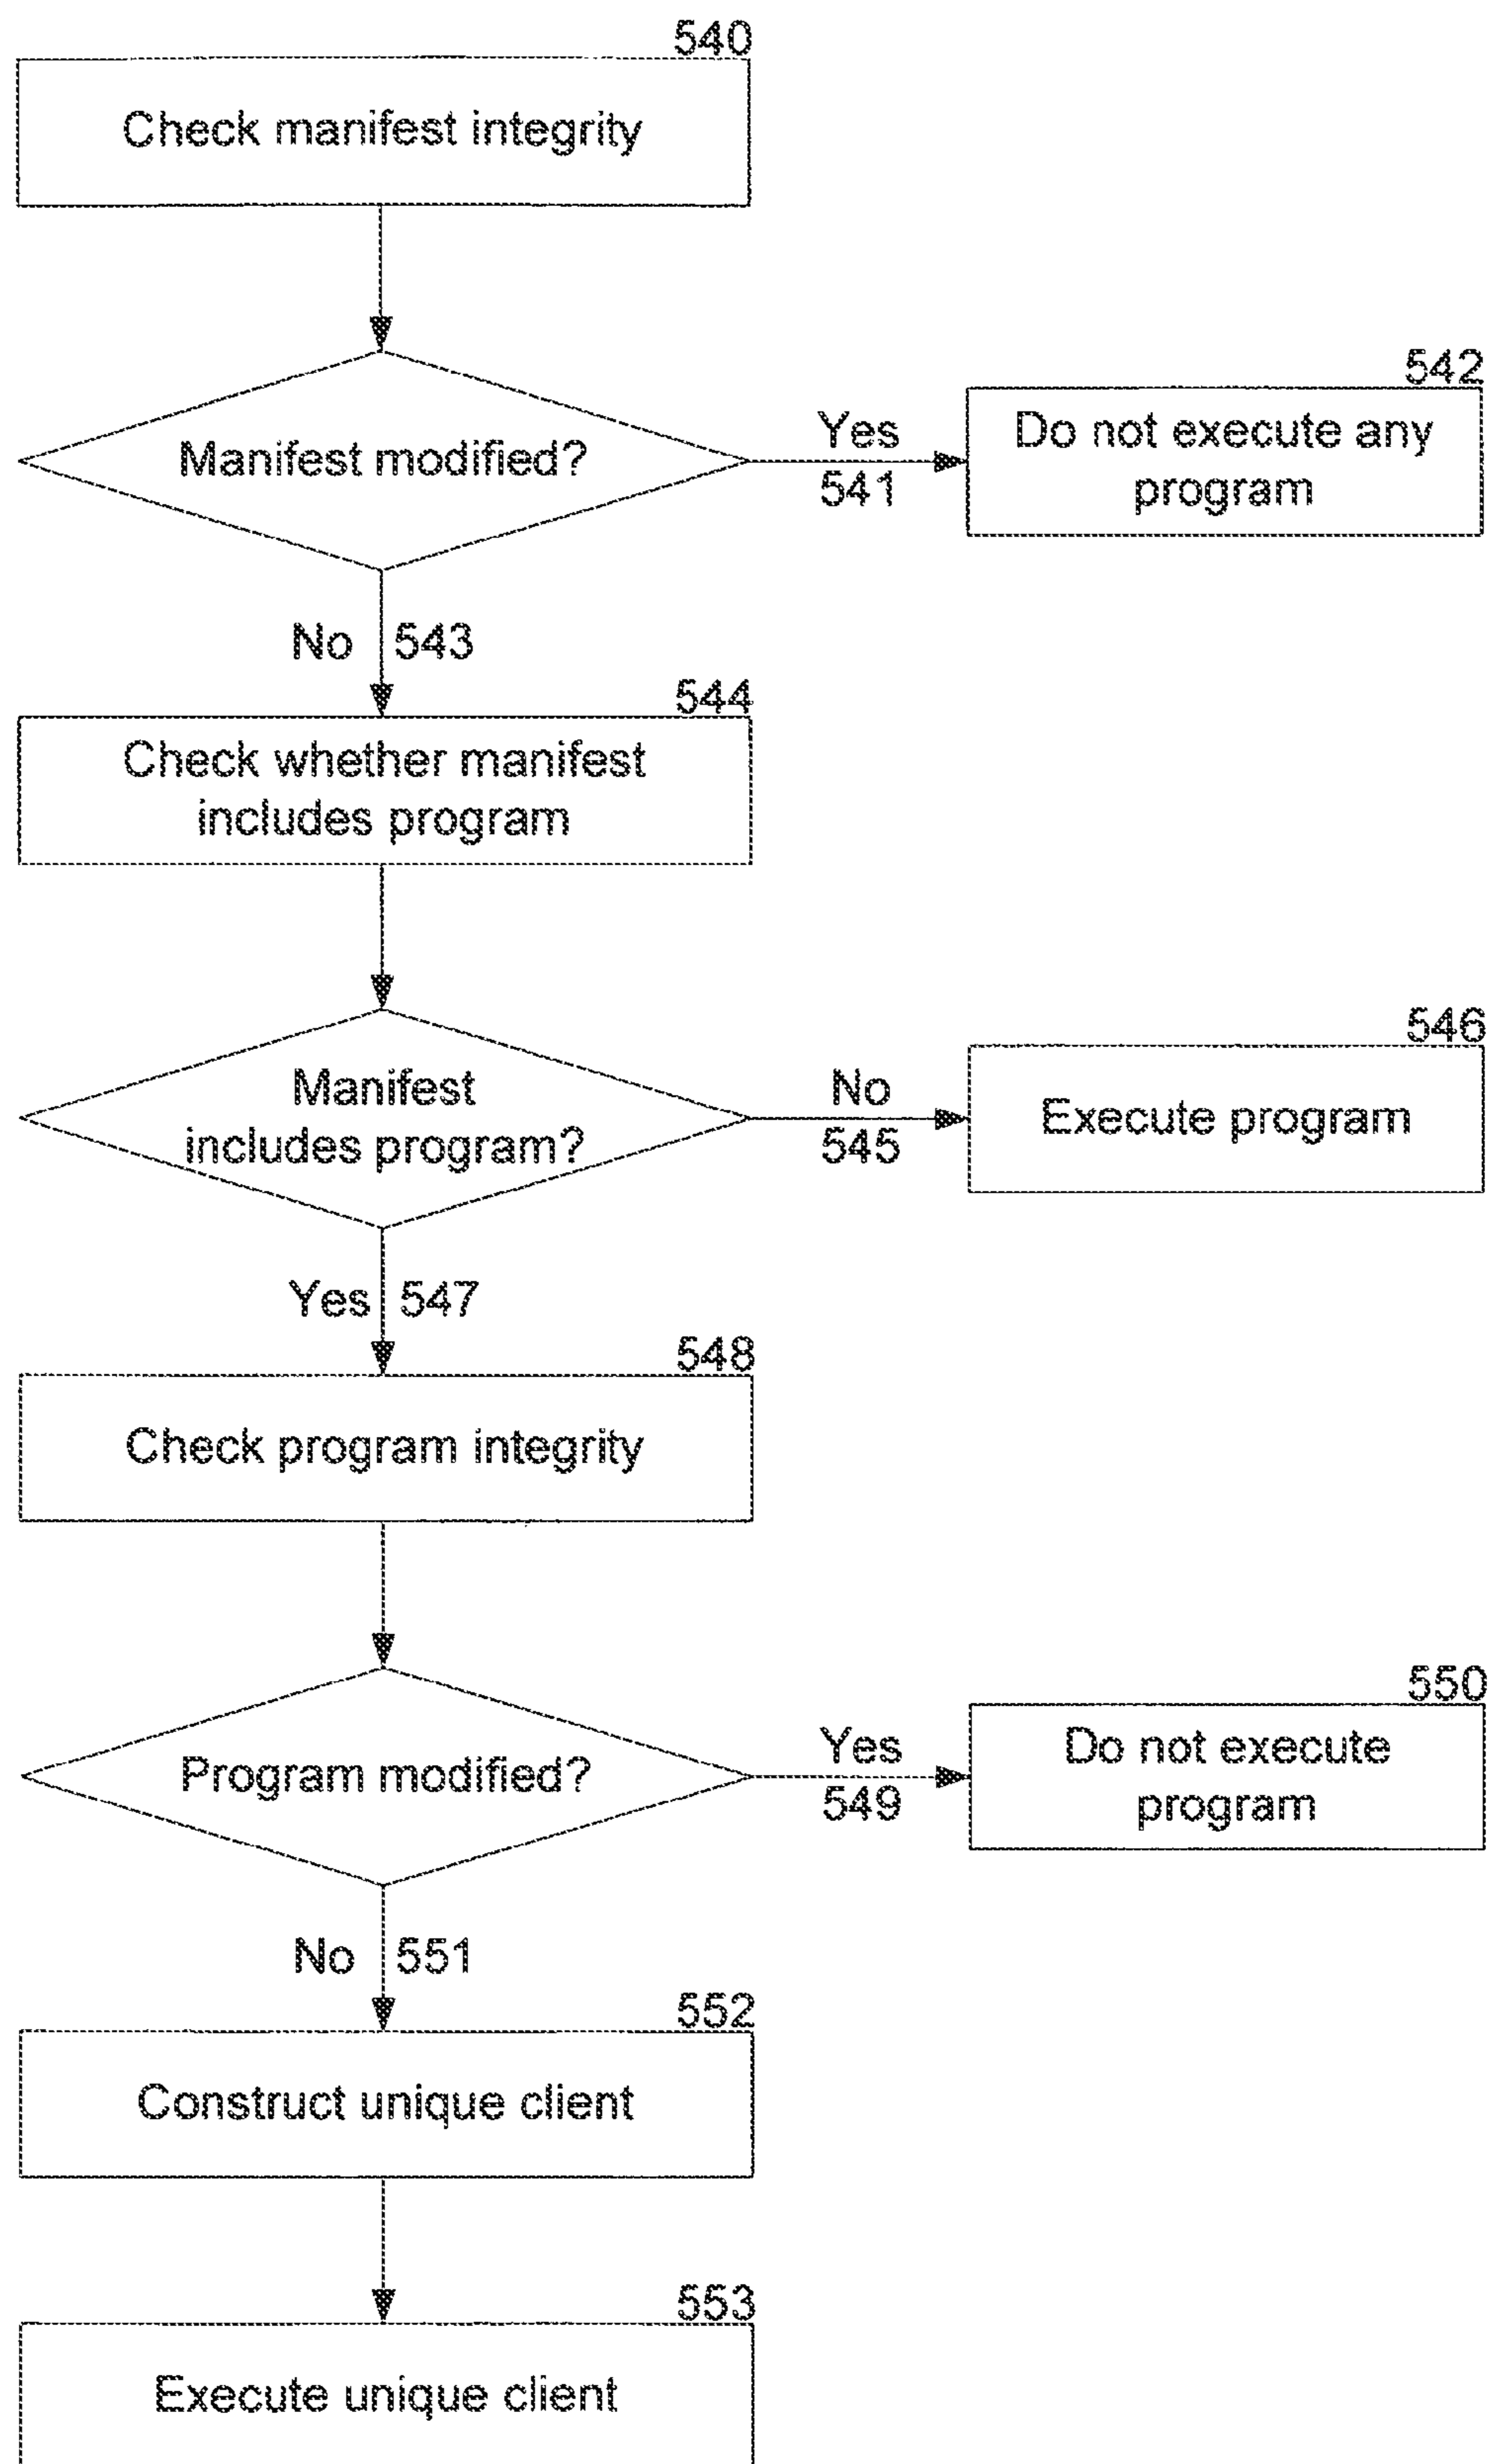 540
Check manifest integrity
Manifest modified?
Yes
541
542
Do not execute any
program
No 543
544
Check whether manifest
includes program
Manifest
includes program?
No
545
546
Execute program
Yes 547
548
Check program integrity
Program modified?
Yes
549
550
Do not execute
program
No 551
552
Construct unique client
553
Execute unique client